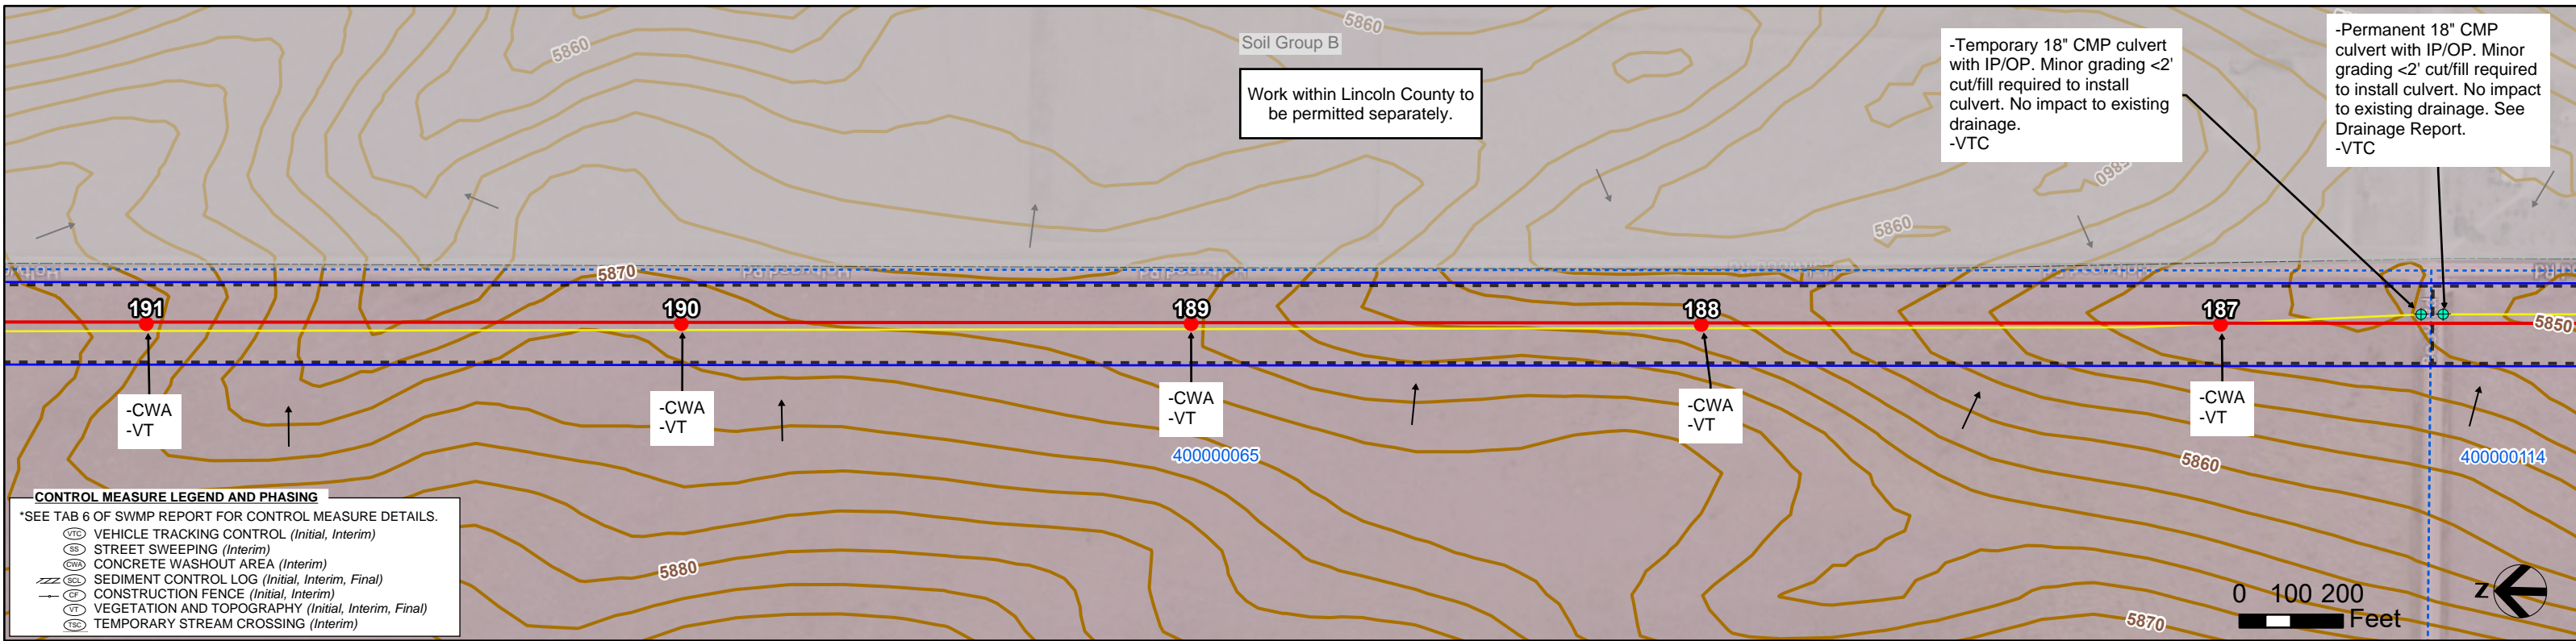 5860
5860
Soil Group B
Work within Lincoln County to
be permitted separately.
-Temporary 18" CMP culvert
with IP/OP. Minor grading <2'
cut/fill required to install
culvert. No impact to existing
drainage.
-VTC
-Permanent 18" CMP
culvert with IP/OP. Minor
grading <2' cut/fill required
to install culvert. No impact
to existing drainage. See
Drainage Report.
-VTC
5860
5860
5870
191
190
189
188
187
5850
-CWA
-VT
-CWA
-VT
-CWA
-VT
-CWA
-VT
-CWA
-VT
400000065
5860
400000114
CONTROL MEASURE LEGEND AND PHASING
*SEE TAB 6 OF SWMP REPORT FOR CONTROL MEASURE DETAILS.
VTC VEHICLE TRACKING CONTROL (Initial, Interim)
SS STREET SWEEPING (Interim)
CWA CONCRETE WASHOUT AREA (Interim)
SCL SEDIMENT CONTROL LOG (Initial, Interim, Final)
CF CONSTRUCTION FENCE (Initial, Interim)
VT VEGETATION AND TOPOGRAPHY (Initial, Interim, Final)
TSC TEMPORARY STREAM CROSSING (Interim)
5880
5870
0 100 200
Feet
Z